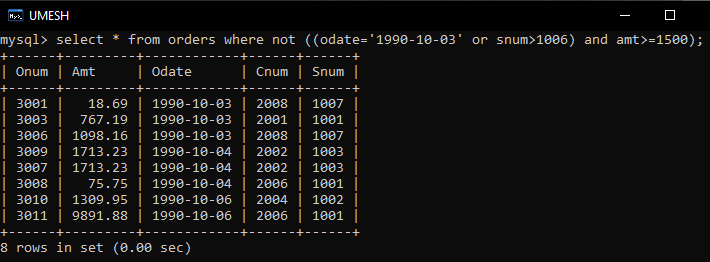 UMESH
mysql> select * from orders where not ((odate='1990-10-03' or snum>1006) and amt>=1500);
+------+---------+------------+------+------+
| Onum | Amt     | Odate      | Cnum | Snum |
+------+---------+------------+------+------+
| 3001 |   18.69 | 1990-10-03 | 2008 | 1007 |
| 3003 |  767.19 | 1990-10-03 | 2001 | 1001 |
| 3006 | 1098.16 | 1990-10-03 | 2008 | 1007 |
| 3009 | 1713.23 | 1990-10-04 | 2002 | 1003 |
| 3007 | 1713.23 | 1990-10-04 | 2002 | 1003 |
| 3008 |   75.75 | 1990-10-04 | 2006 | 1001 |
| 3010 | 1309.95 | 1990-10-06 | 2004 | 1002 |
| 3011 | 9891.88 | 1990-10-06 | 2006 | 1001 |
+------+---------+------------+------+------+
8 rows in set (0.00 sec)